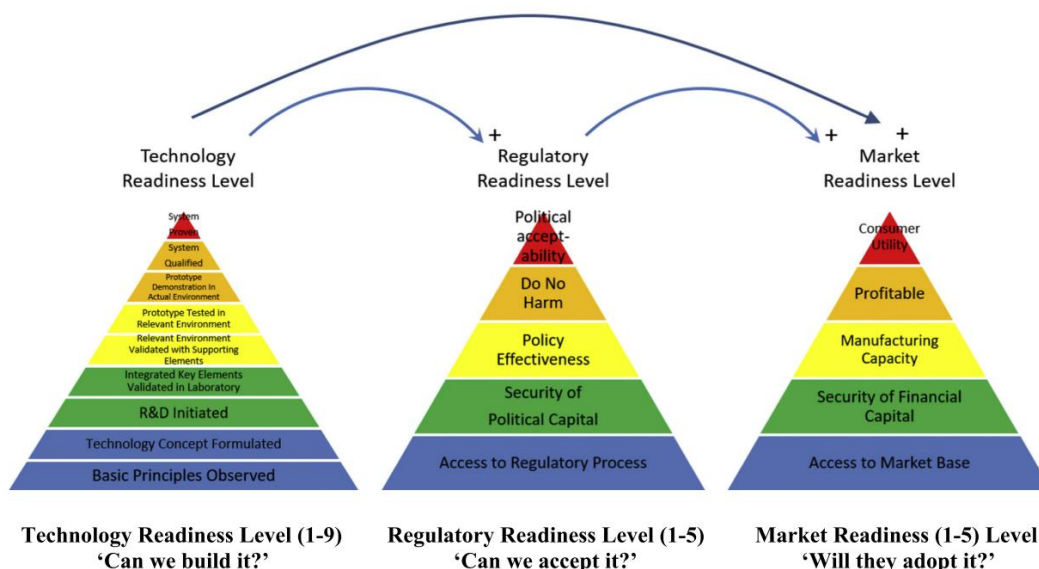 +
+
+
Technology
Readiness Level
Regulatory
Readiness Level
Market
Readiness Level
System
Proven
System
Qualified
Prototype
Demonstration In
Actual Environment
Prototype Tested in
Relevant Environment
Relevant Environment
Validated with Supporting
Elements
Integrated Key Elements
Validated in Laboratory
R&D Initiated
Technology Concept Formulated
Basic Principles Observed
Political
accept-
ability
Do No
Harm
Policy
Effectiveness
Security of
Political Capital
Access to Regulatory Process
Consumer
Utility
Profitable
Manufacturing
Capacity
Security of Financial
Capital
Access to Market Base
Technology Readiness Level (1-9)
‘Can we build it?’
Regulatory Readiness Level (1-5)
‘Can we accept it?’
Market Readiness (1-5) Level
‘Will they adopt it?’